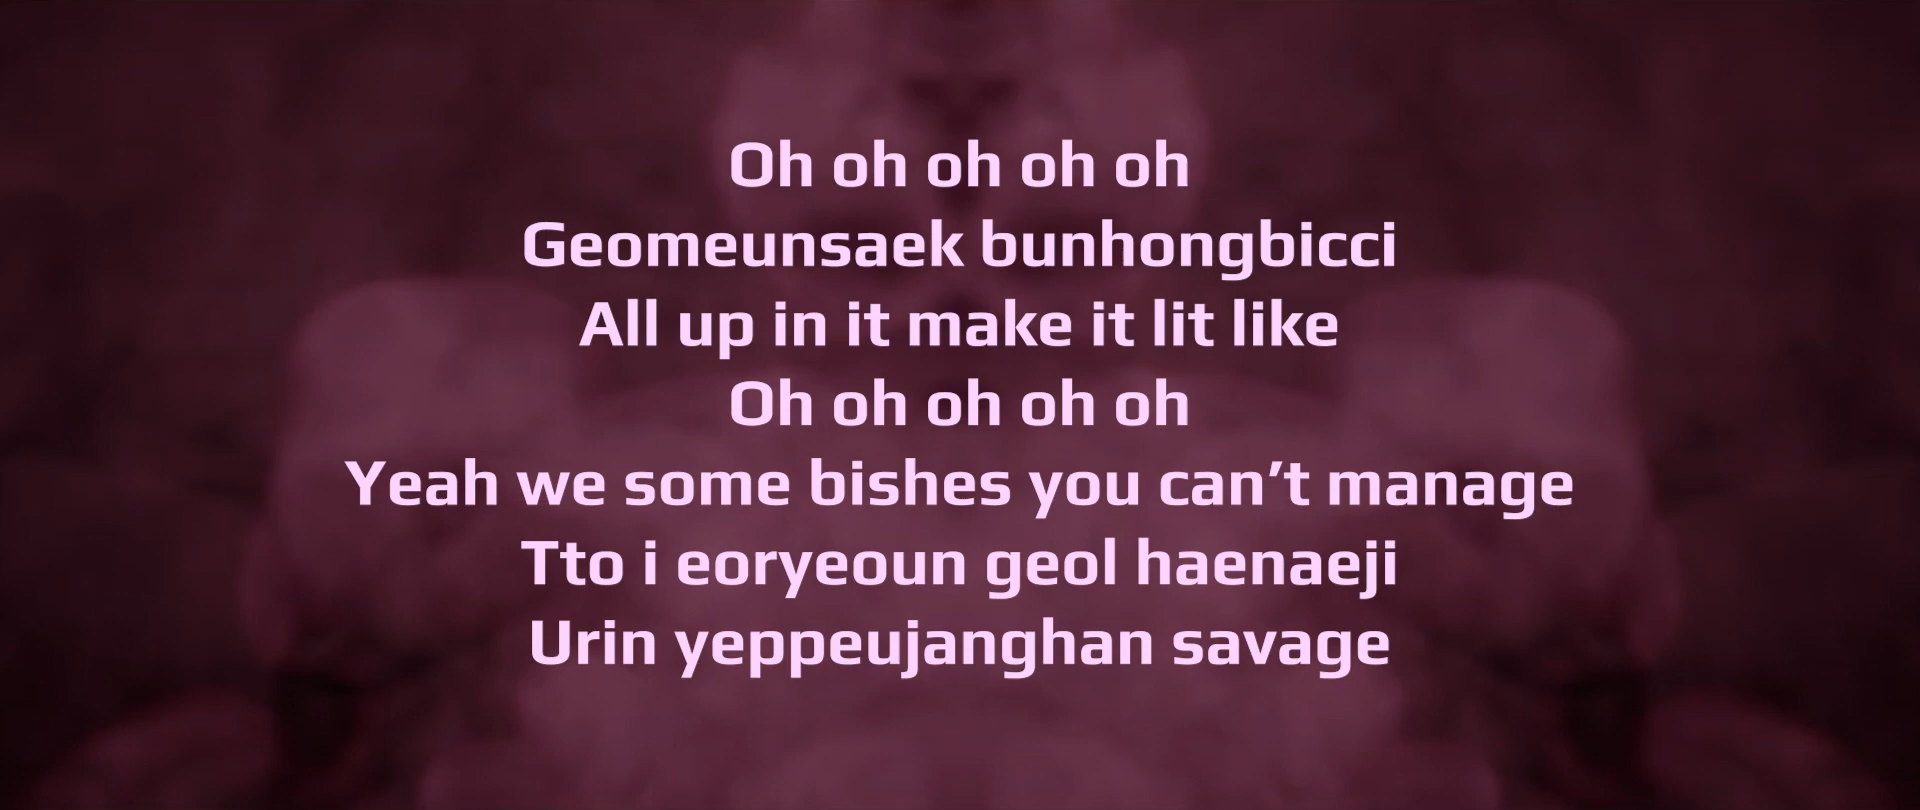 Oh oh oh oh oh
Geomeunsaek bunhongbicci
All up in it make it lit like
Oh oh oh oh oh
Yeah we some bishes you can’t manage
Tto i eoryeoun geol haenaeji
Urin yeppeujanghan savage